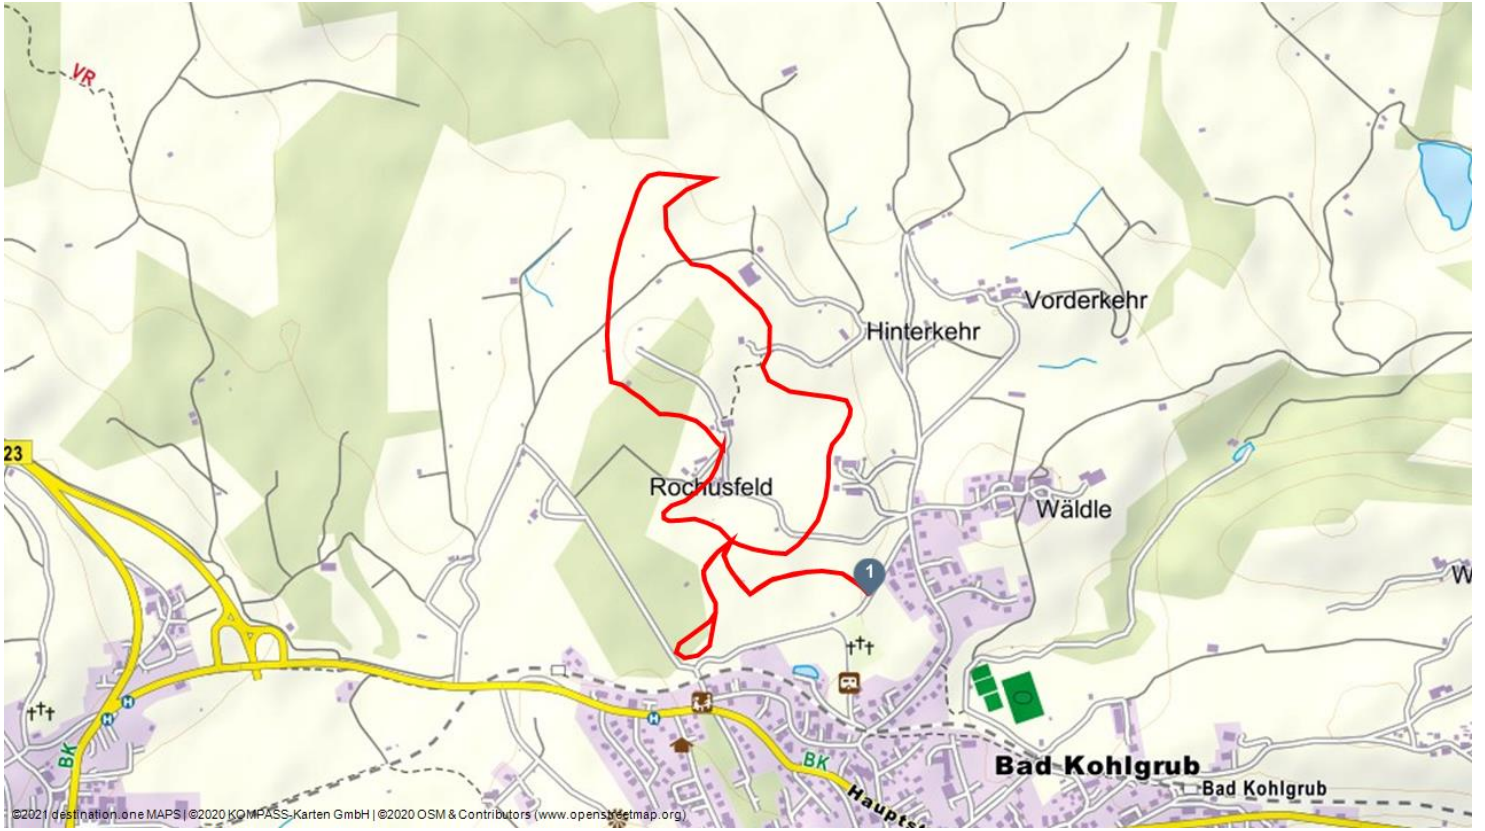 VR
Vorderkehr
Hinterkehr
23
Rochusfeld
Wäldle
1
W
H
H
H
BK
BK
Bad Kohlgrub
Bad Kohlgrub
Hauptst
©2021 destination.one MAPS | ©2020 KOMPASS-Karten GmbH | ©2020 OSM & Contributors (www.openstreetmap.org)